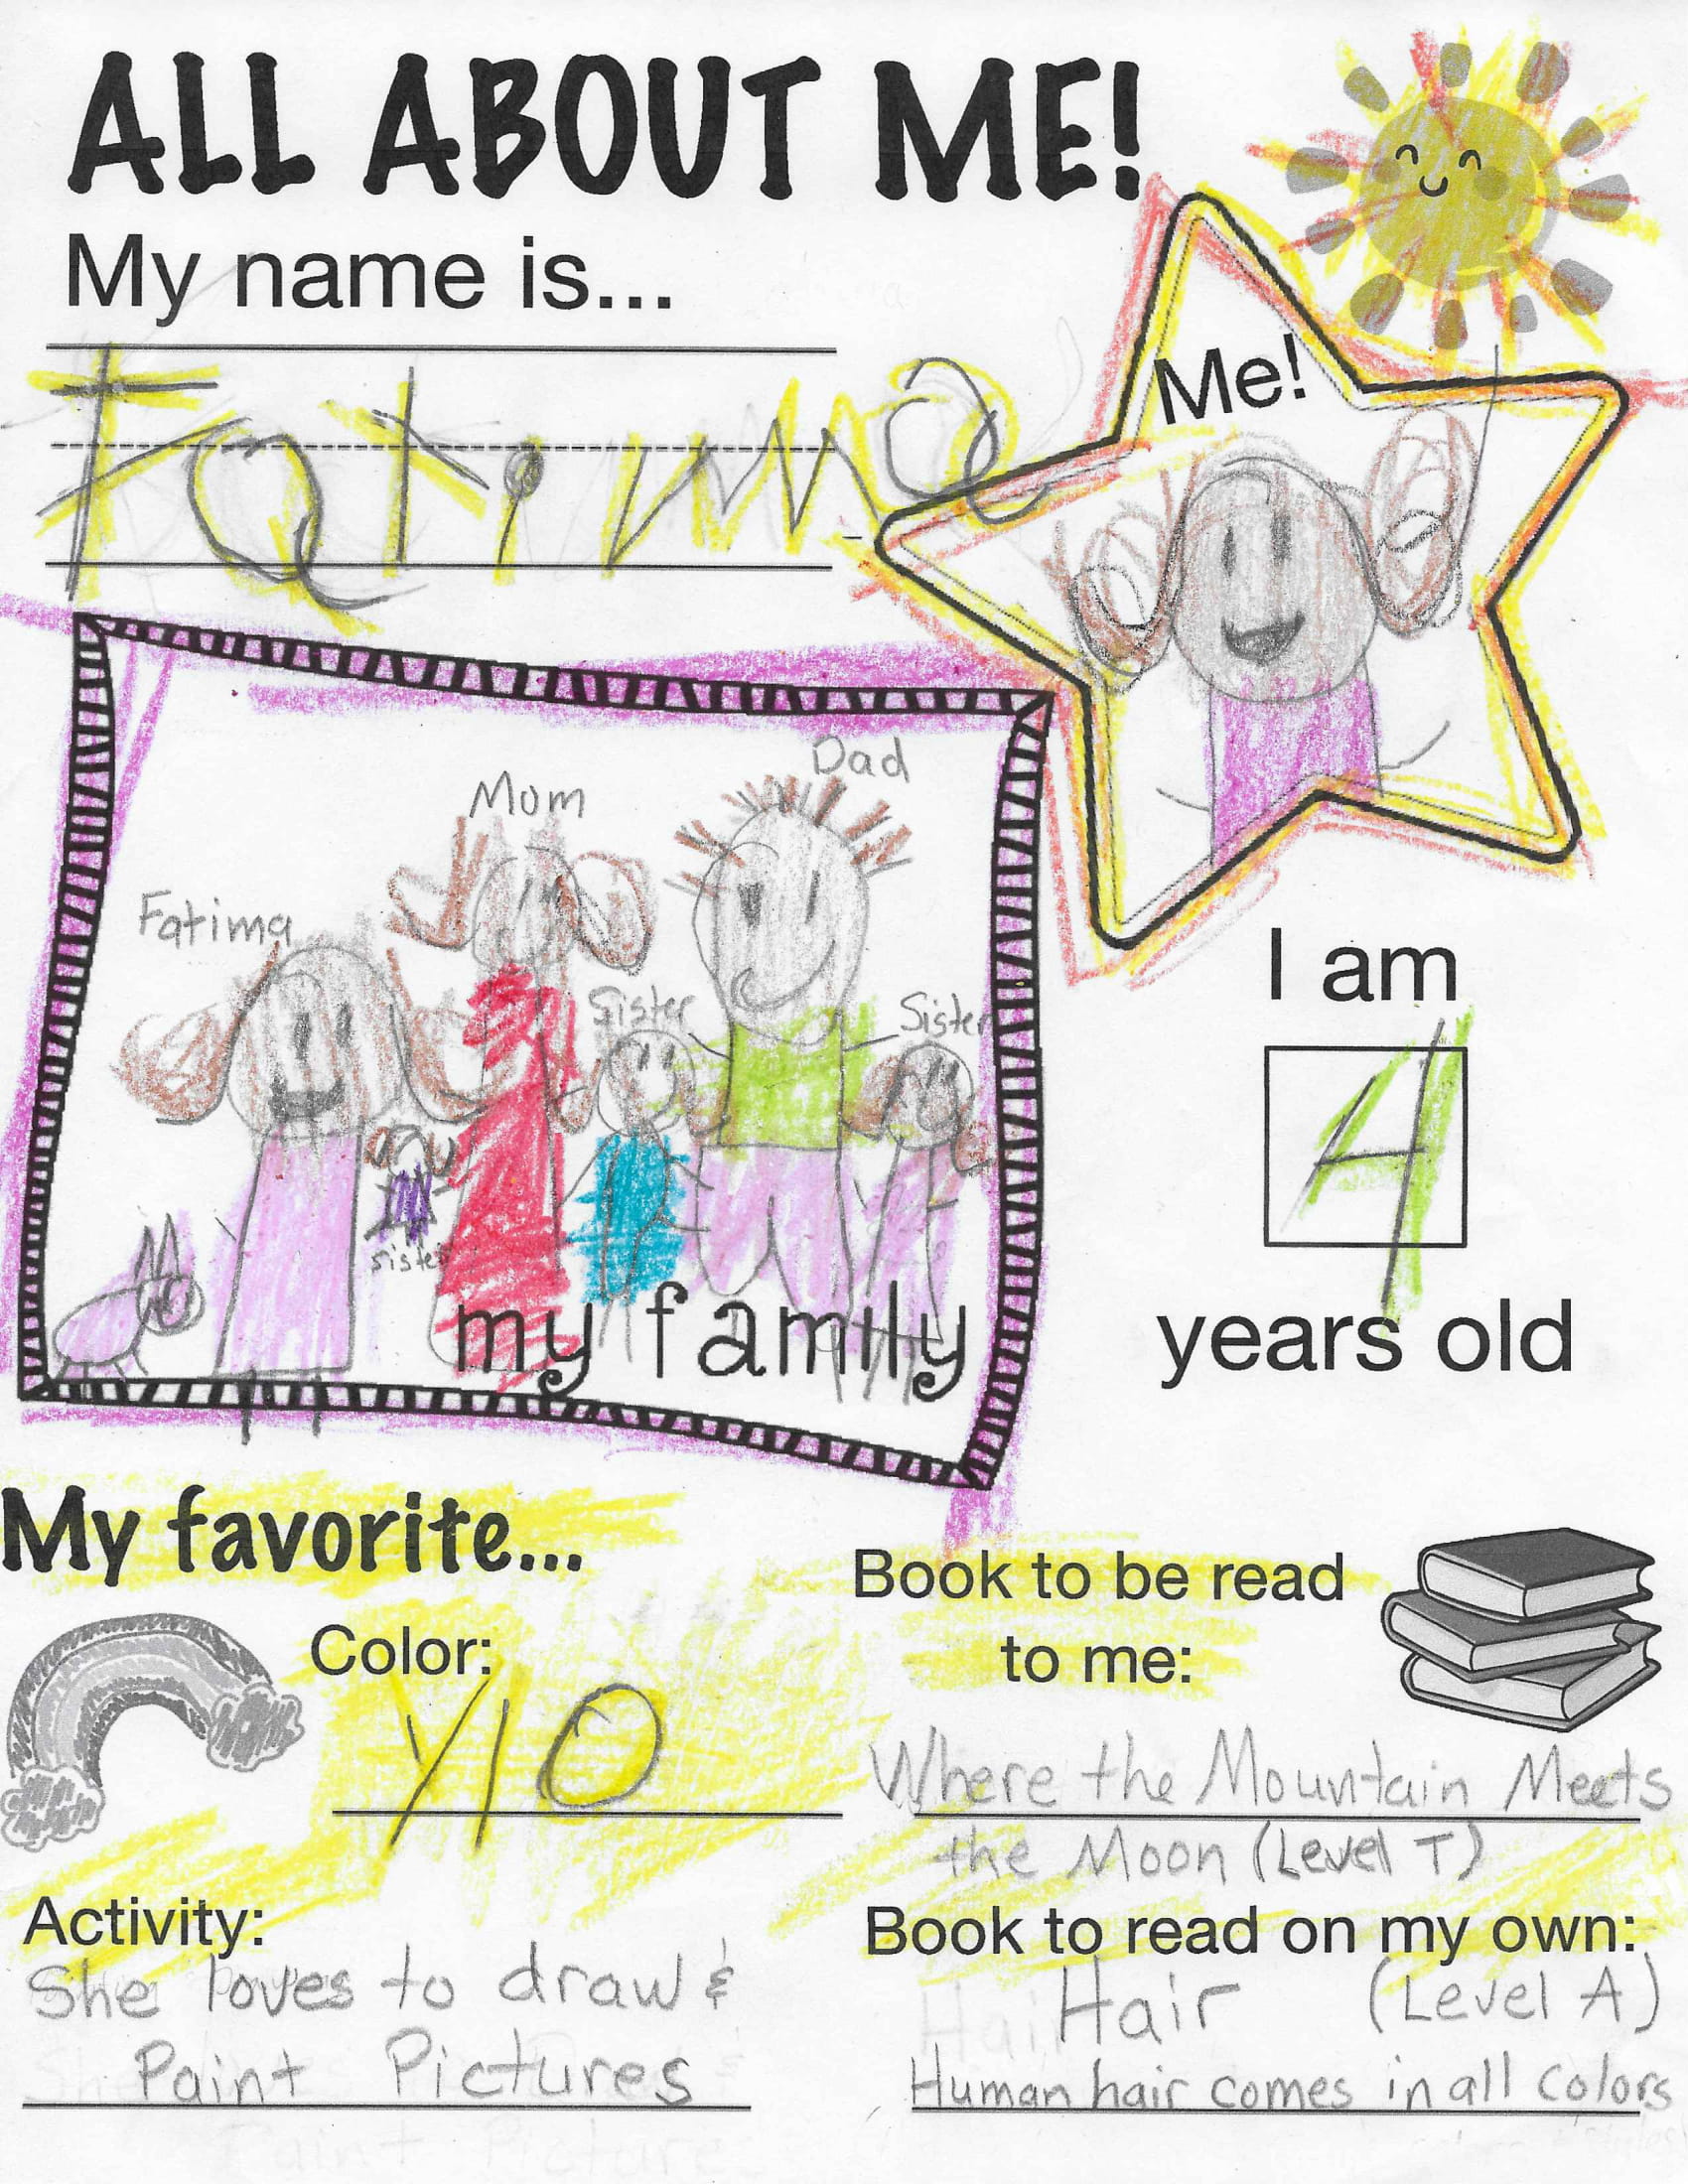 ALL ABOUT ME!
My name is...
Fatima
Me!
Dad
Mom
Fatima
Sister
Sister
sister
my family
I am
4
years old
My favorite...
Color:
YlO
Book to be read
to me:
Where the Mountain Meets
the Moon (Level T)
Activity:
She loves to draw &
Paint Pictures
Book to read on my own:
Hair (Level A)
Human hair comes in all colors